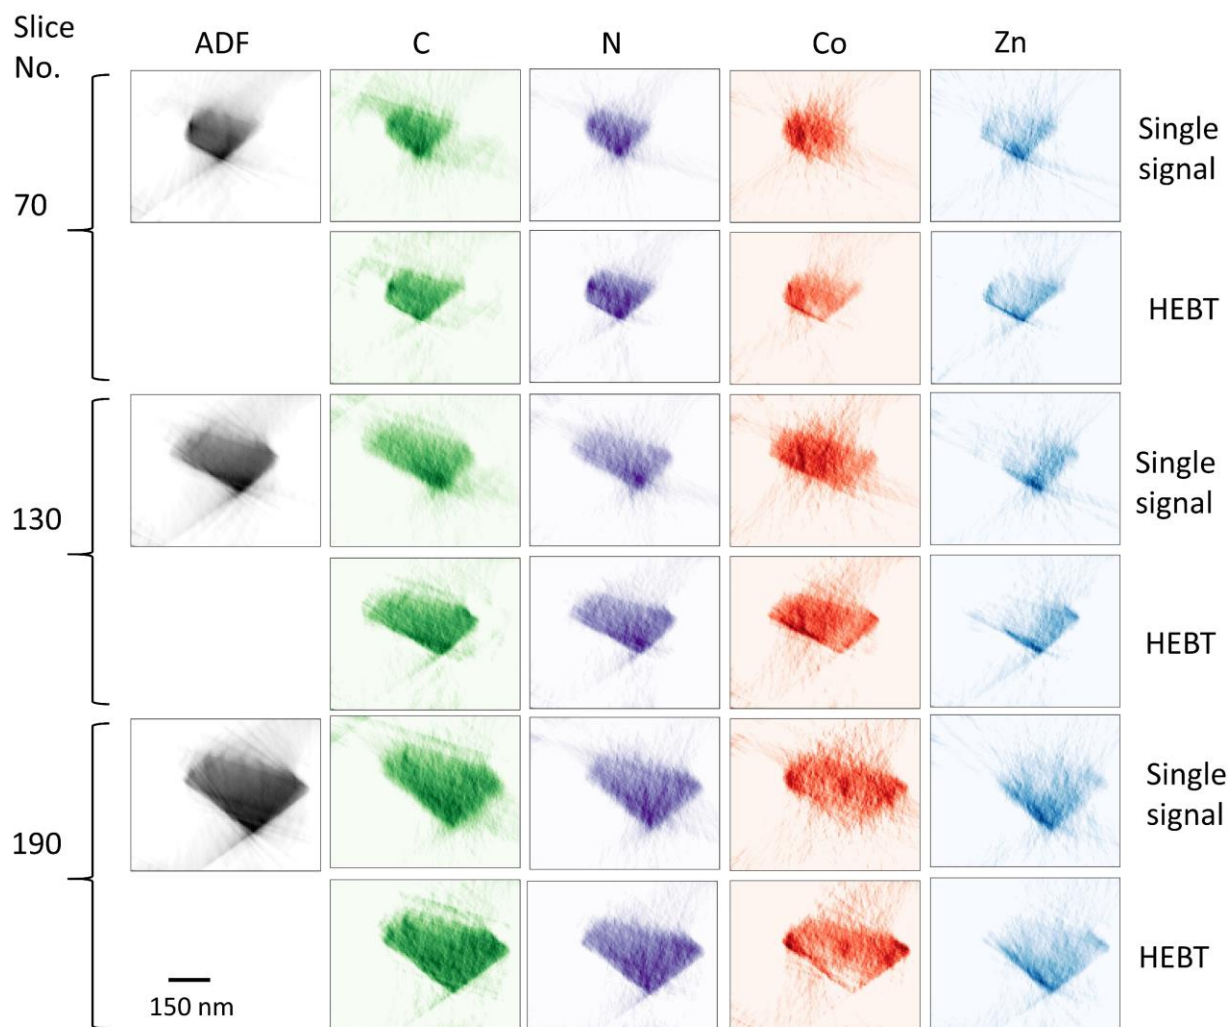 Slice
No.
ADF
C
N
Co
Zn
70
Single
signal
HEBT
130
Single
signal
HEBT
190
Single
signal
HEBT
150 nm